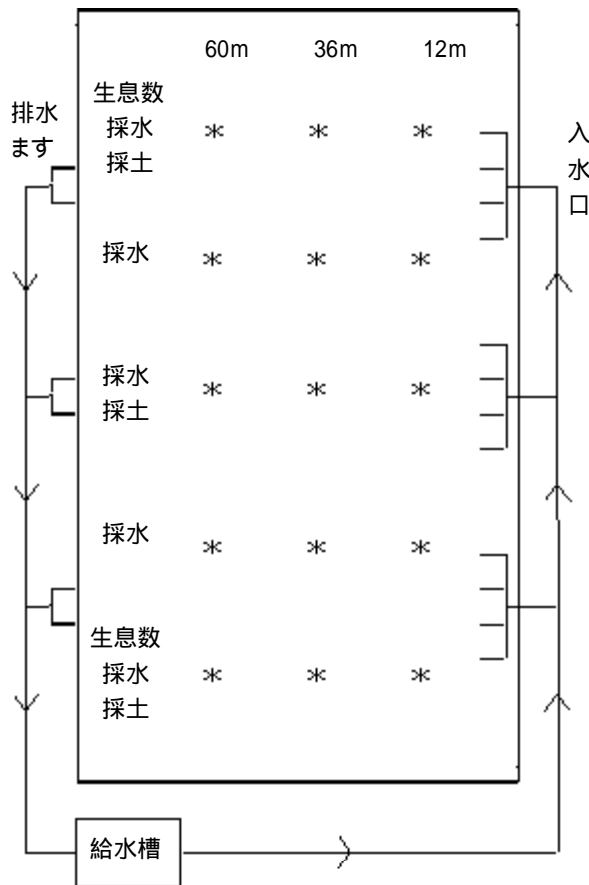 60m 36m 12m
生息数
採水 * * *
採土
排水
ます
入
水
口
採水 * * *
採水 * * *
採土
採水 * * *
生息数
採水 * * *
採土
給水槽